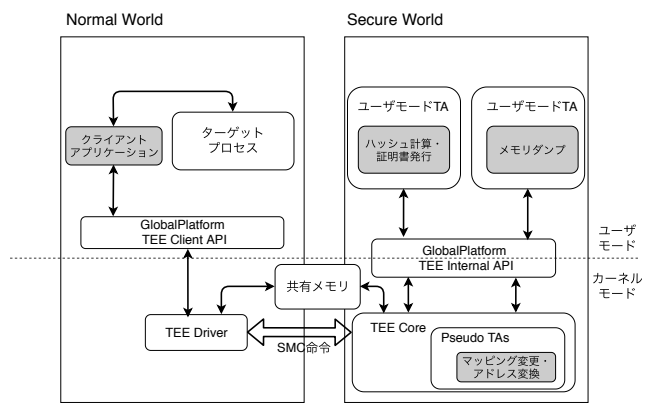 Normal World
Secure World
ユーザモードTA
ユーザモードTA
クライアント
アプリケーション
ターゲット
プロセス
ハッシュ計算・
証明書発行
メモリダンプ
GlobalPlatform
TEE Client API
GlobalPlatform
TEE Internal API
ユーザ
モード
カーネル
モード
共有メモリ
TEE Driver
SMC命令
TEE Core
Pseudo TAs
マッピング変更・
アドレス変換